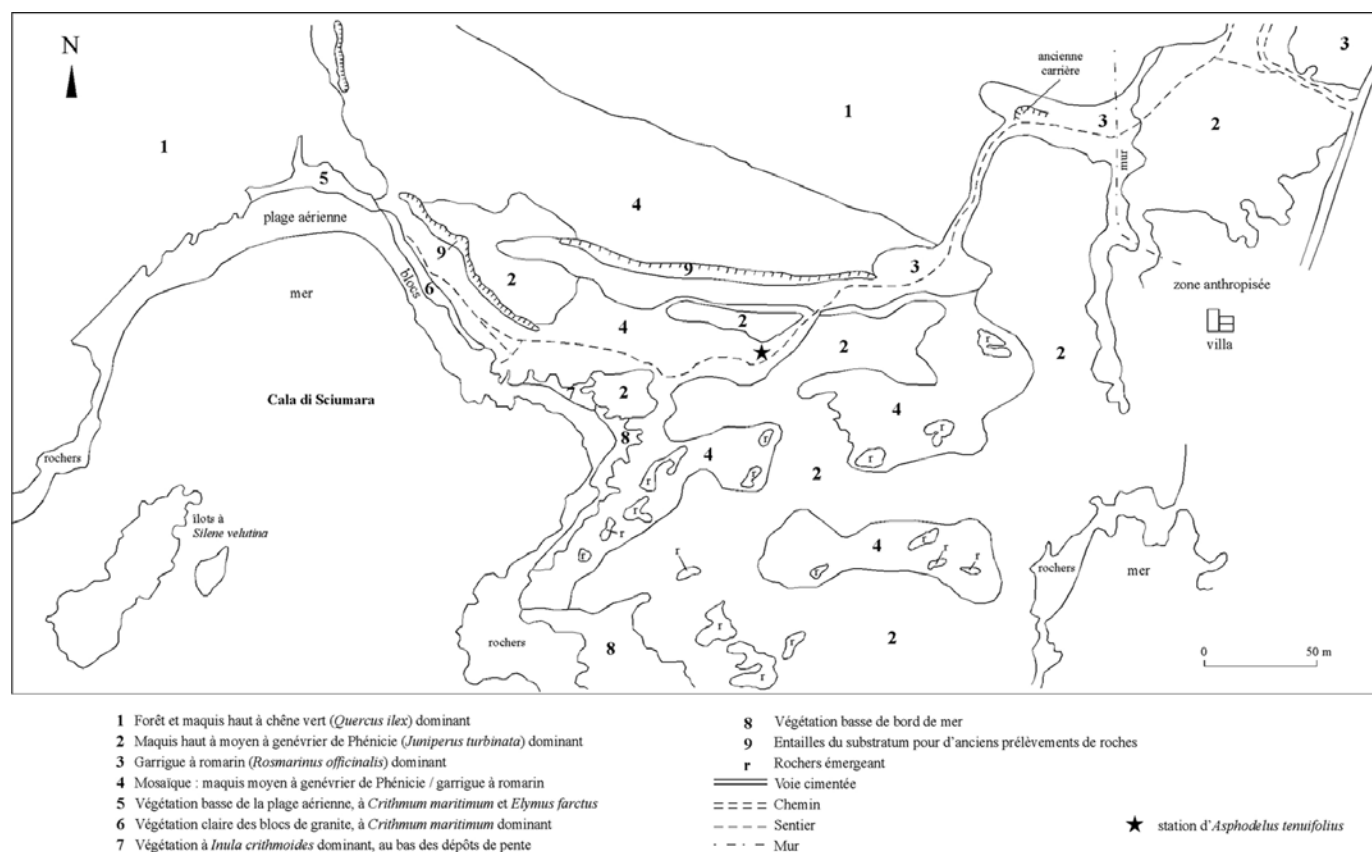 N
ancienne
carrière
3
1
3
2
1
mur
5
4
plage aérienne
9
3
9
mer
2
zone anthropisée
blocs
6
4
2
r
villa
2
2
7
2
Cala di Sciumara
4
8
r
r
4
r
rochers
r
r
2
r
îlots à
Silene velutina
r
r
4
r
r
r
r
r
rochers
mer
r
r
rochers
8
2
r
0
50 m
1 Forêt et maquis haut à chêne vert (Quercus ilex) dominant
2 Maquis haut à moyen à genévrier de Phénicie (Juniperus turbinata) dominant
3 Garrigue à romarin (Rosmarinus officinalis) dominant
4 Mosaïque : maquis moyen à genévrier de Phénicie / garrigue à romarin
5 Végétation basse de la plage aérienne, à Crithmum maritimum et Elymus farctus
6 Végétation claire des blocs de granite, à Crithmum maritimum dominant
7 Végétation à Inula crithmoides dominant, au bas des dépôts de pente
8 Végétation basse de bord de mer
9 Entailles du substratum pour d'anciens prélèvements de roches
r Rochers émergeant
Voie cimentée
Chemin
Sentier
Mur
station d'Asphodelus tenuifolius